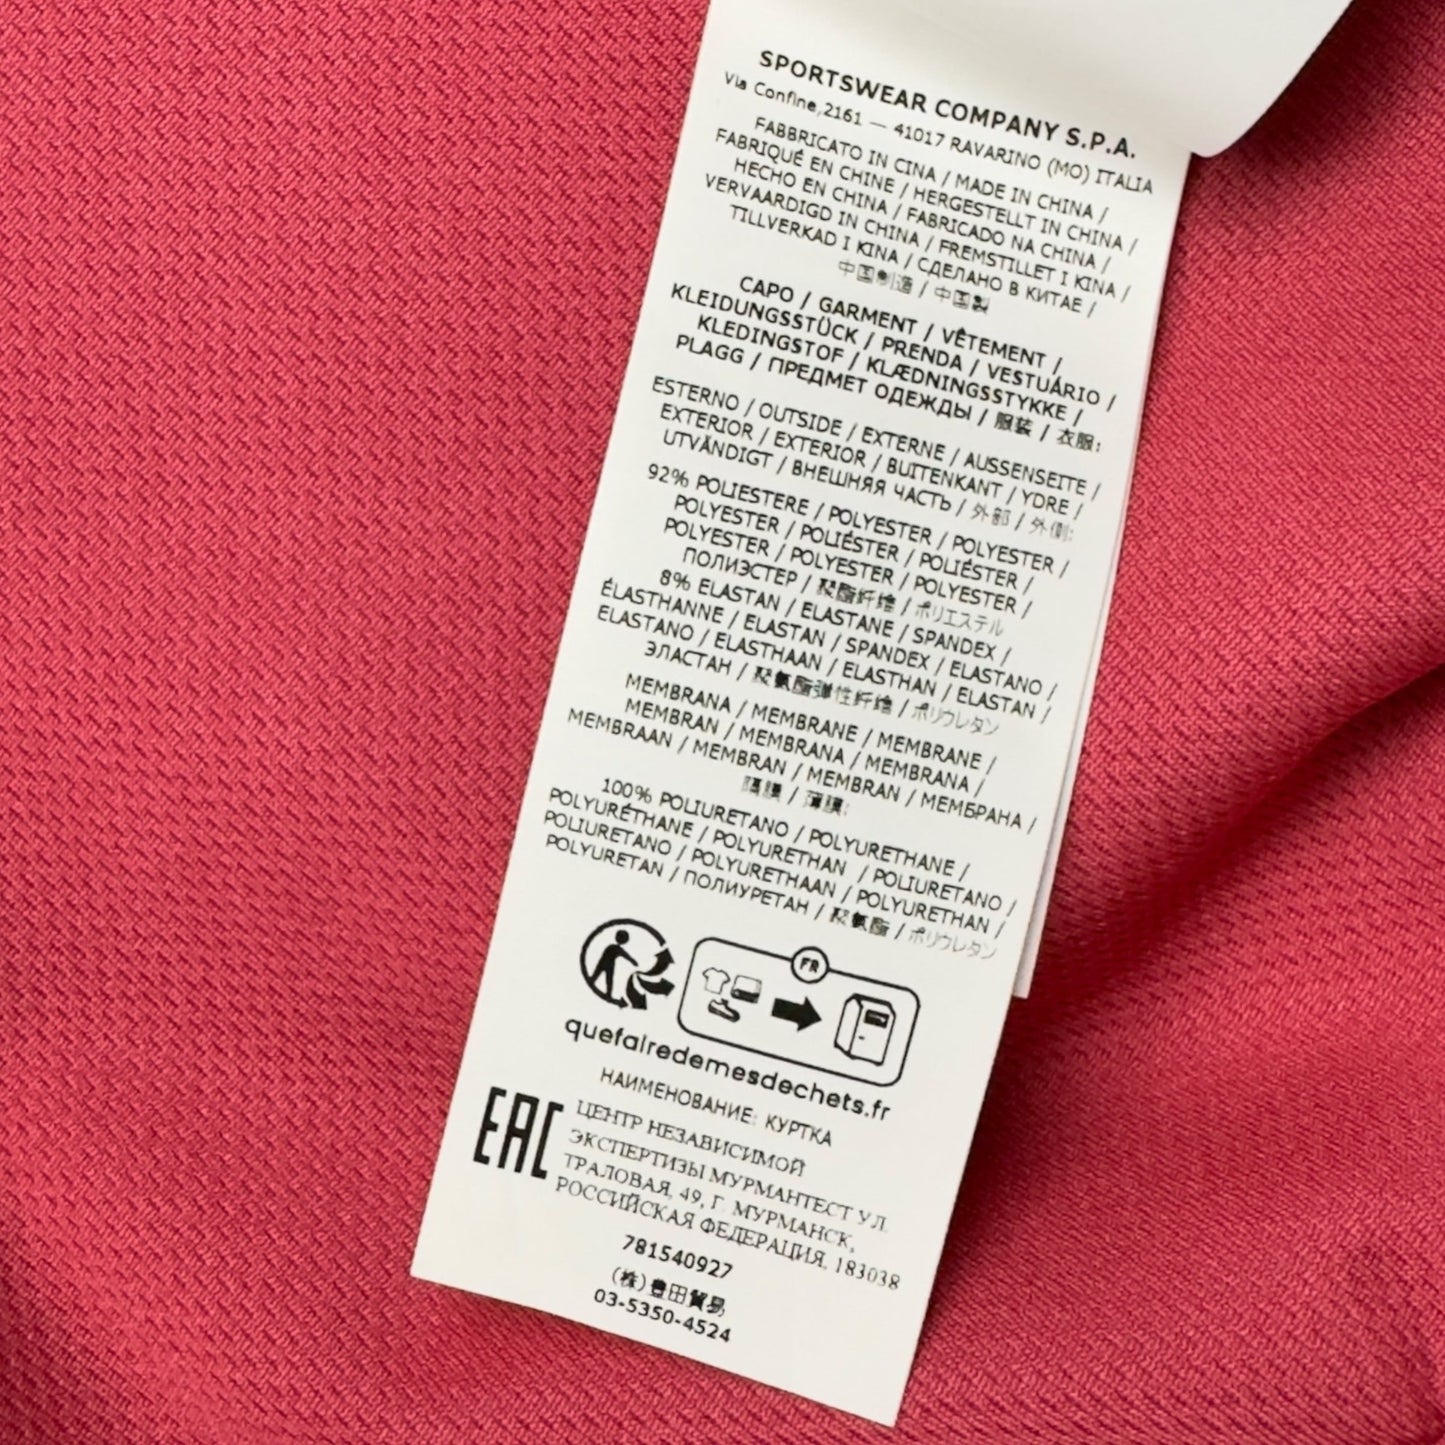 SPORTSWEAR COMPANY S.P.A.
Via Confine,2161 — 41017 RAVARINO (MO) ITALIA
FABBRICATO IN CINA / MADE IN CHINA /
FABRIQUÉ EN CHINE / HERGESTELLT IN CHINA /
HECHO EN CHINA / FABRICADO NA CHINA /
VERVAARDIGD IN CHINA / FREMSTILLET I KINA /
TILLVERKAD I KINA / СДЕЛАНО В КИТАЕ /
中国制造 / 中国製
CAPO / GARMENT / VÊTEMENT /
KLEIDUNGSSTÜCK / PRENDA / VESTUÁRIO /
KLEDINGSTOF / KLÆDNINGSSTYKKE /
PLAGG / ПРЕДМЕТ ОДЕЖДЫ / 服装 / 衣服:
ESTERNO / OUTSIDE / EXTERNE / AUSSENSEITE /
EXTERIOR / EXTERIOR / BUITENKANT / YDRE /
UTVÄNDIGT / ВНЕШНЯЯ ЧАСТЬ / 外部 / 外側:
92% POLIESTERE / POLYESTER / POLYESTER /
POLYESTER / POLIÉSTER / POLIÉSTER /
POLYESTER / POLYESTER / POLYESTER /
ПОЛИЭСТЕР / 聚酯纤维 / ポリエステル
8% ELASTAN / ELASTANE / SPANDEX /
ÉLASTHANNE / ELASTAN / SPANDEX / ELASTANO /
ELASTANO / ELASTHAAN / ELASTHAN / ELASTAN /
ЭЛАСТАН / 聚氨酯弹性纤维 / ポリウレタン
MEMBRANA / MEMBRANE / MEMBRANE /
MEMBRAN / MEMBRANA / MEMBRANA /
MEMBRAAN / MEMBRAN / MEMBRAN / МЕМБРАНА /
隔膜 / 薄膜:
100% POLIURETANO / POLYURETHANE /
POLYURÉTHANE / POLYURETHAN / POLIURETANO /
POLIURETANO / POLYURETHAAN / POLYURETHAN /
POLYURETAN / ПОЛИУРЕТАН / 聚氨酯 / ポリウレタン
FR
quefairedemesdechets.fr
НАИМЕНОВАНИЕ: КУРТКА
EAC
ЦЕНТР НЕЗАВИСИМОЙ
ЭКСПЕРТИЗЫ МУРМАНТЕСТ УЛ.
ТРАЛОВАЯ, 49, Г. МУРМАНСК,
РОССИЙСКАЯ ФЕДЕРАЦИЯ, 183038
781540927
(株)豊田貿易
03-5350-4524